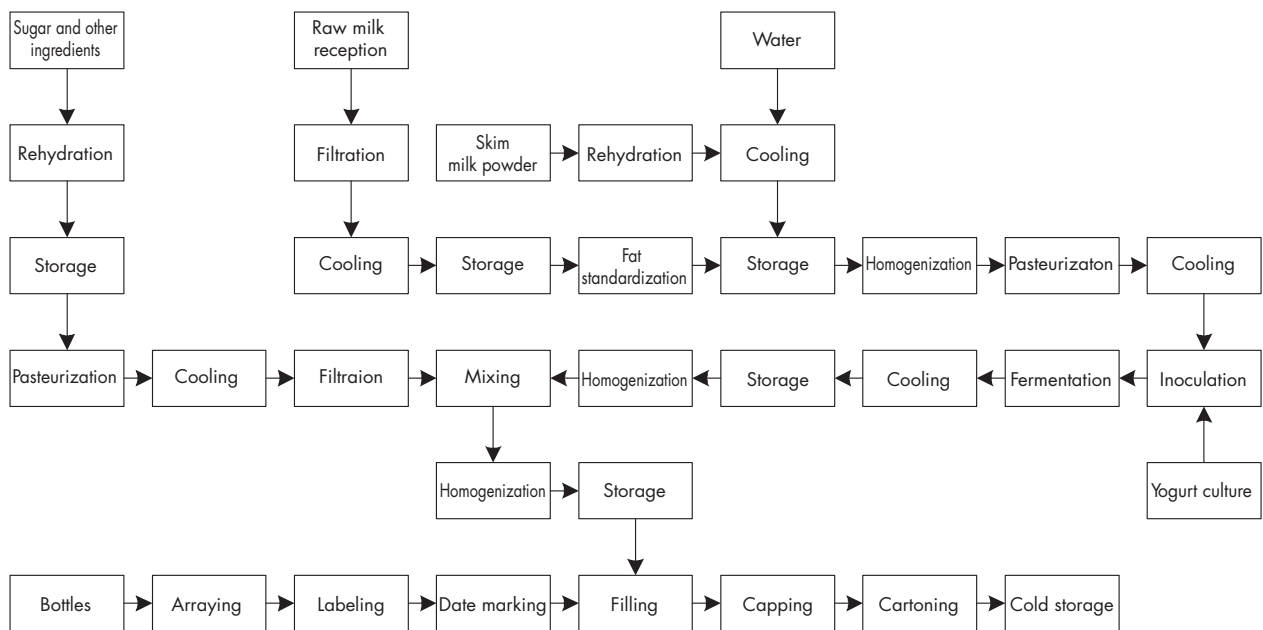 Sugar and other
ingredients
Raw milk
reception
Water
Rehydration
Filtration
Skim
milk powder
Rehydration
Cooling
Storage
Cooling
Storage
Fat
standardization
Storage
Homogenization
Pasteurizaton
Cooling
Pasteurization
Cooling
Filtraion
Mixing
Homogenization
Storage
Cooling
Fermentation
Inoculation
Homogenization
Storage
Yogurt culture
Bottles
Arraying
Labeling
Date marking
Filling
Capping
Cartoning
Cold storage